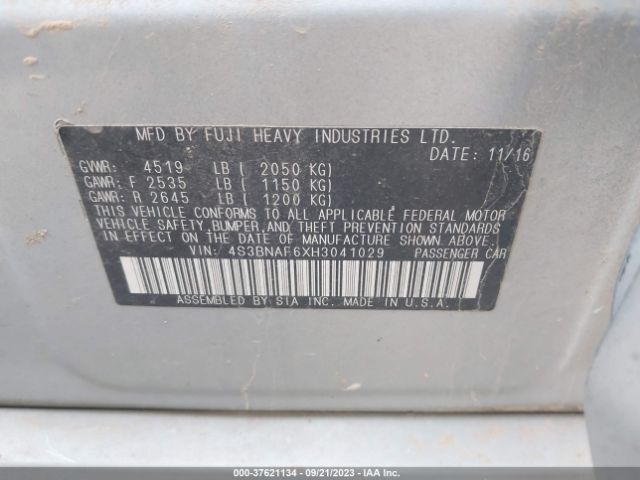 MFD BY FUJI HEAVY INDUSTRIES LTD.
DATE: 11/16
GVWR: 4519 LB ( 2050 KG)
GAWR: F 2535 LB ( 1150 KG)
GAWR: R 2645 LB ( 1200 KG)
THIS VEHICLE CONFORMS TO ALL APPLICABLE FEDERAL MOTOR
VEHICLE SAFETY, BUMPER, AND THEFT PREVENTION STANDARDS
IN EFFECT ON THE DATE OF MANUFACTURE SHOWN ABOVE.
VIN: 4S3BNAF6XH3041029 PASSENGER CAR
ASSEMBLED BY SIA INC. MADE IN U.S.A.
000-37621134 - 09/21/2023 - IAA Inc.